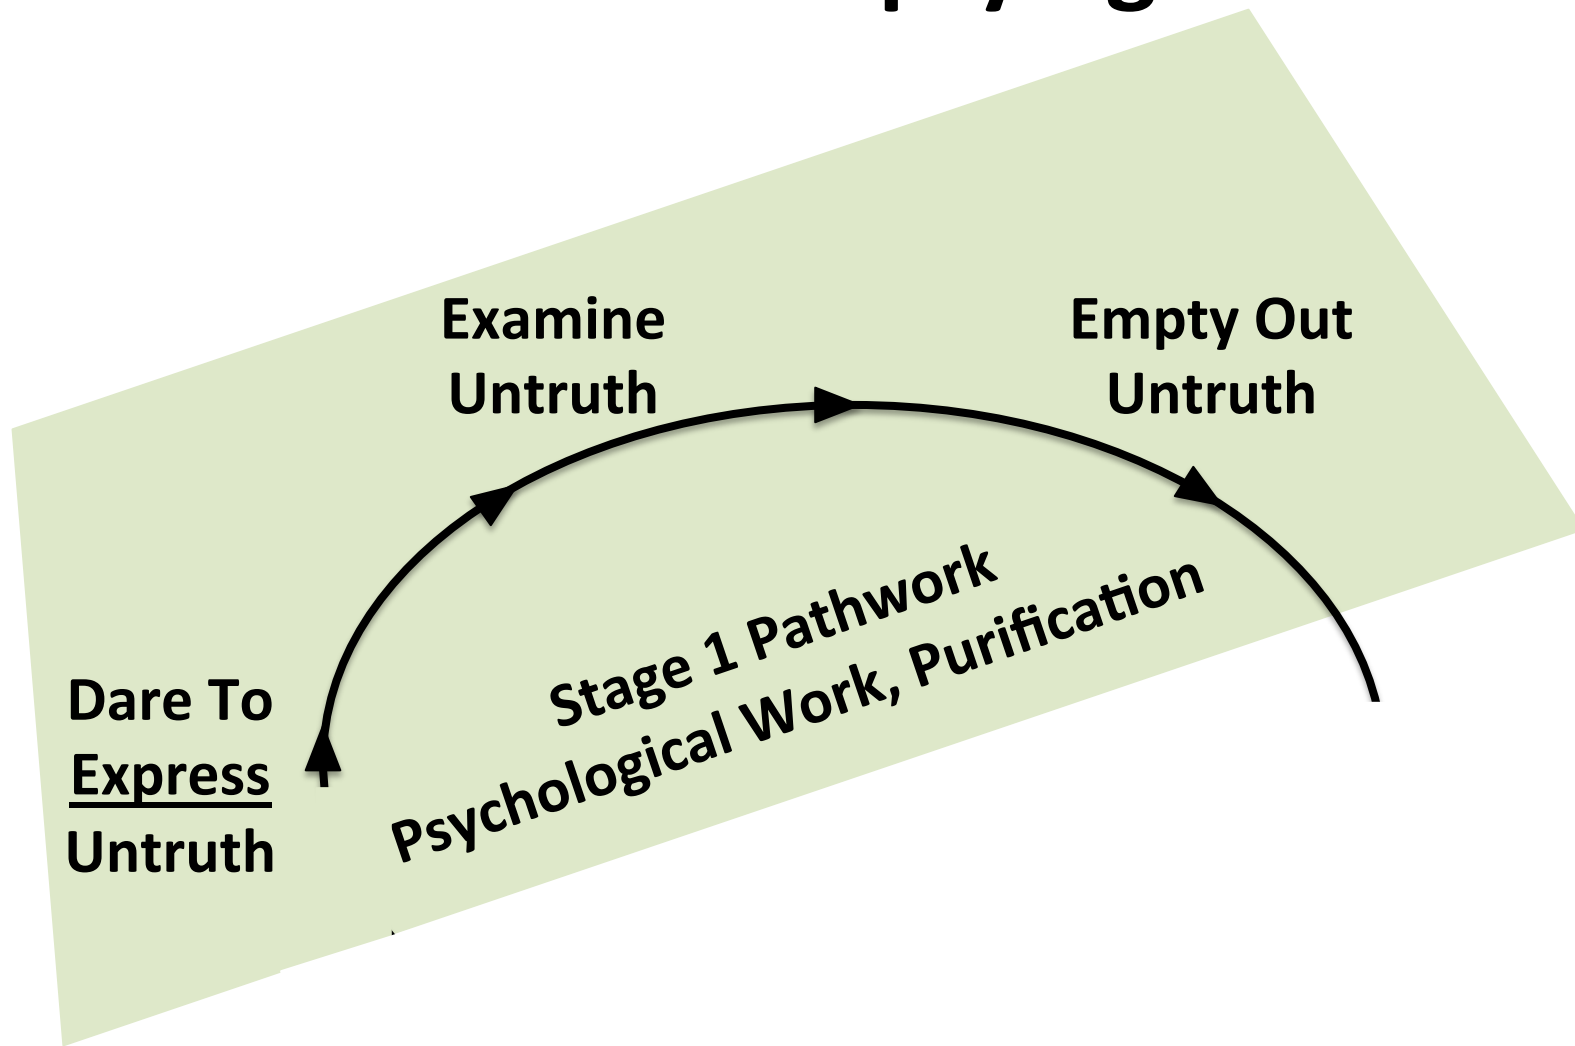 Examine
Untruth
Empty Out
Untruth
Dare To
Express
Untruth
Stage 1 Pathwork
Psychological Work, Purification